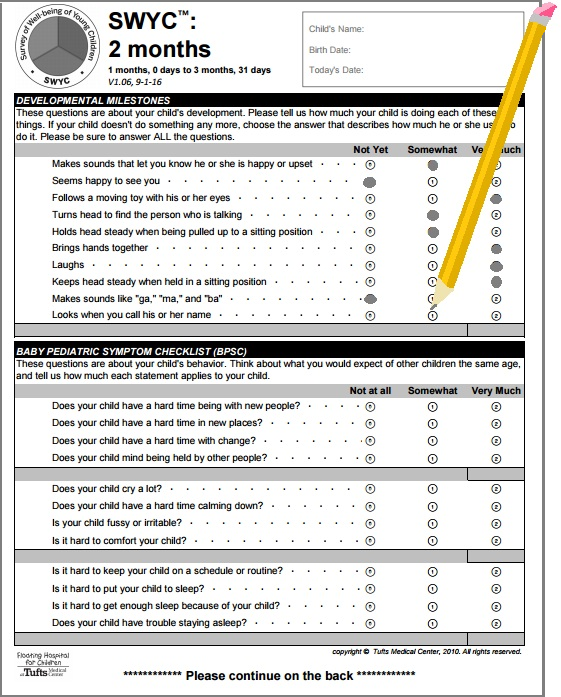 Survey of Well-being of Young Children
SWYC
SWYC™:
2 months
1 months, 0 days to 3 months, 31 days
V1.06, 9-1-16
Child's Name:
Birth Date:
Today's Date:
DEVELOPMENTAL MILESTONES
These questions are about your child's development. Please tell us how much your child is doing each of these
things. If your child doesn't do something any more, choose the answer that describes how much he or she
do it. Please be sure to answer ALL the questions.
Not Yet Somewhat
Makes sounds that let you know he or she is happy or upset · · · ⓪
Seems happy to see you · · · · · · · · · · · · ① ②
Follows a moving toy with his or her eyes · · · · · · · · ⓪ ①
Turns head to find the person who is talking · · · · · · · ⓪ ②
Holds head steady when being pulled up to a sitting position · · · ⓪ ②
Brings hands together · · · · · · · · · · · · ⓪ ①
Laughs · · · · · · · · · · · · · · · ⓪ ①
Keeps head steady when held in a sitting position · · · · · · ⓪
Makes sounds like "ga," "ma," and "ba" · · · · · · · · ②
Looks when you call his or her name · · · · · · · · · ⓪ ① ②
BABY PEDIATRIC SYMPTOM CHECKLIST (BPSC)
These questions are about your child's behavior. Think about what you would expect of other children the same age,
and tell us how much each statement applies to your child.
Not at all Somewhat Very Much
Does your child have a hard time being with new people? · · · · ⓪ ① ②
Does your child have a hard time in new places? · · · · · · ⓪ ① ②
Does your child have a hard time with change? · · · · · · ⓪ ① ②
Does your child mind being held by other people? · · · · · · ⓪ ① ②
Does your child cry a lot? · · · · · · · · · · · ⓪ ① ②
Does your child have a hard time calming down? · · · · · · ⓪ ① ②
Is your child fussy or irritable? · · · · · · · · · · ⓪ ① ②
Is it hard to comfort your child? · · · · · · · · · · ⓪ ① ②
Is it hard to keep your child on a schedule or routine? · · · · · ⓪ ① ②
Is it hard to put your child to sleep? · · · · · · · · · ⓪ ① ②
Is it hard to get enough sleep because of your child? · · · · · ⓪ ① ②
Does your child have trouble staying asleep? · · · · · · · ⓪ ① ②
copyright © Tufts Medical Center, 2010. All rights reserved.
Floating Hospital
for Children
at Tufts Medical
Center
************ Please continue on the back ************